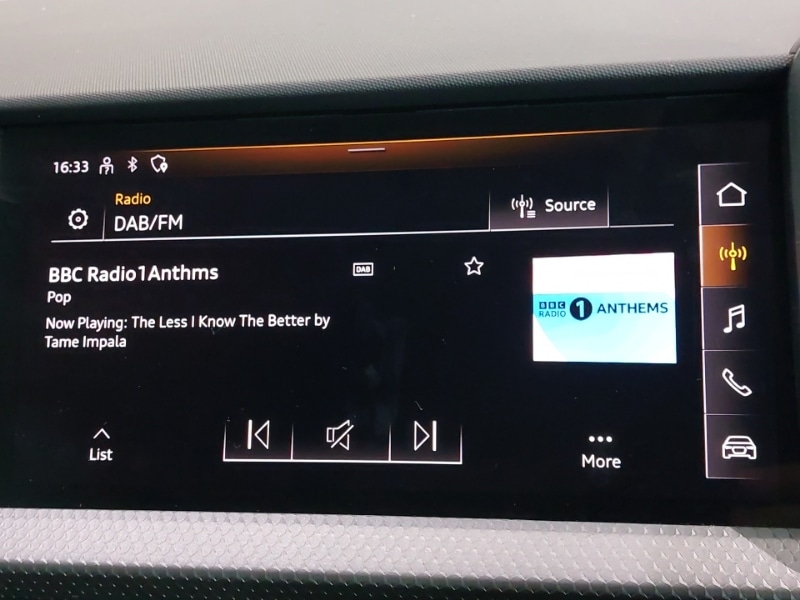 16:33
Radio
DAB/FM
Source
BBC Radio1Anthms
DAB
Pop
Now Playing: The Less I Know The Better by
Tame Impala
BBC
RADIO
1 ANTHEMS
List
More